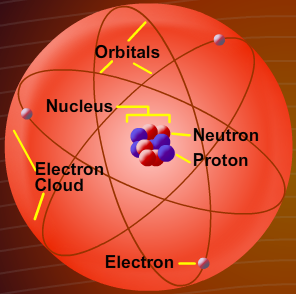 Orbitals
Nucleus
Neutron
Proton
Electron
Cloud
Electron